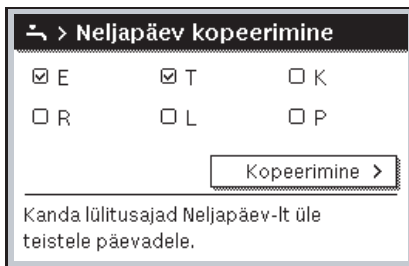 > Neljapäev kopeerimine
E T K
R L P
Kopeerimine >
Kanda lülitusajad Neljapäev-lt üle
teistele päevadele.